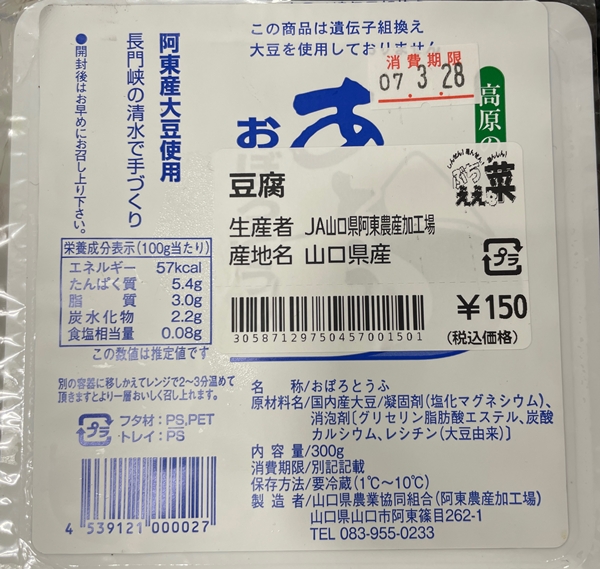 この商品は遺伝子組換え
大豆を使用しておりません
消費期限
07. 3. 28
高原の
阿東産大豆使用
長門峡の清水で手づくり
●開封後はお早めにお召し上り下さい。
お
あ
豆腐
生産者 JA山口県阿東農産加工場
産地名 山口県産
菜
プラ
¥150
(税込価格)
3058712975045700150​1
栄養成分表示(100g当たり)
エネルギー 57kcal
たんぱく質 5.4g
脂質 3.0g
炭水化物 2.2g
食塩相当量 0.08g
この数値は推定値です
別の容器に移しかえてレンジで2〜3分温めて
頂きますとより一層おいしく召し上れます。
プラ
フタ材:PS,PET
トレイ:PS
4 539121 000027
名 称/おぼろとうふ
原材料名/国内産大豆/凝固剤(塩化マグネシウム)、
消泡剤〔グリセリン脂肪酸エステル、炭酸
カルシウム、レシチン(大豆由来)〕
内 容 量/300g
消費期限/別記記載
保存方法/要冷蔵(1℃〜10℃)
製 造 者/山口県農業協同組合(阿東農産加工場)
山口県山口市阿東篠目262-1
TEL 083-955-0233